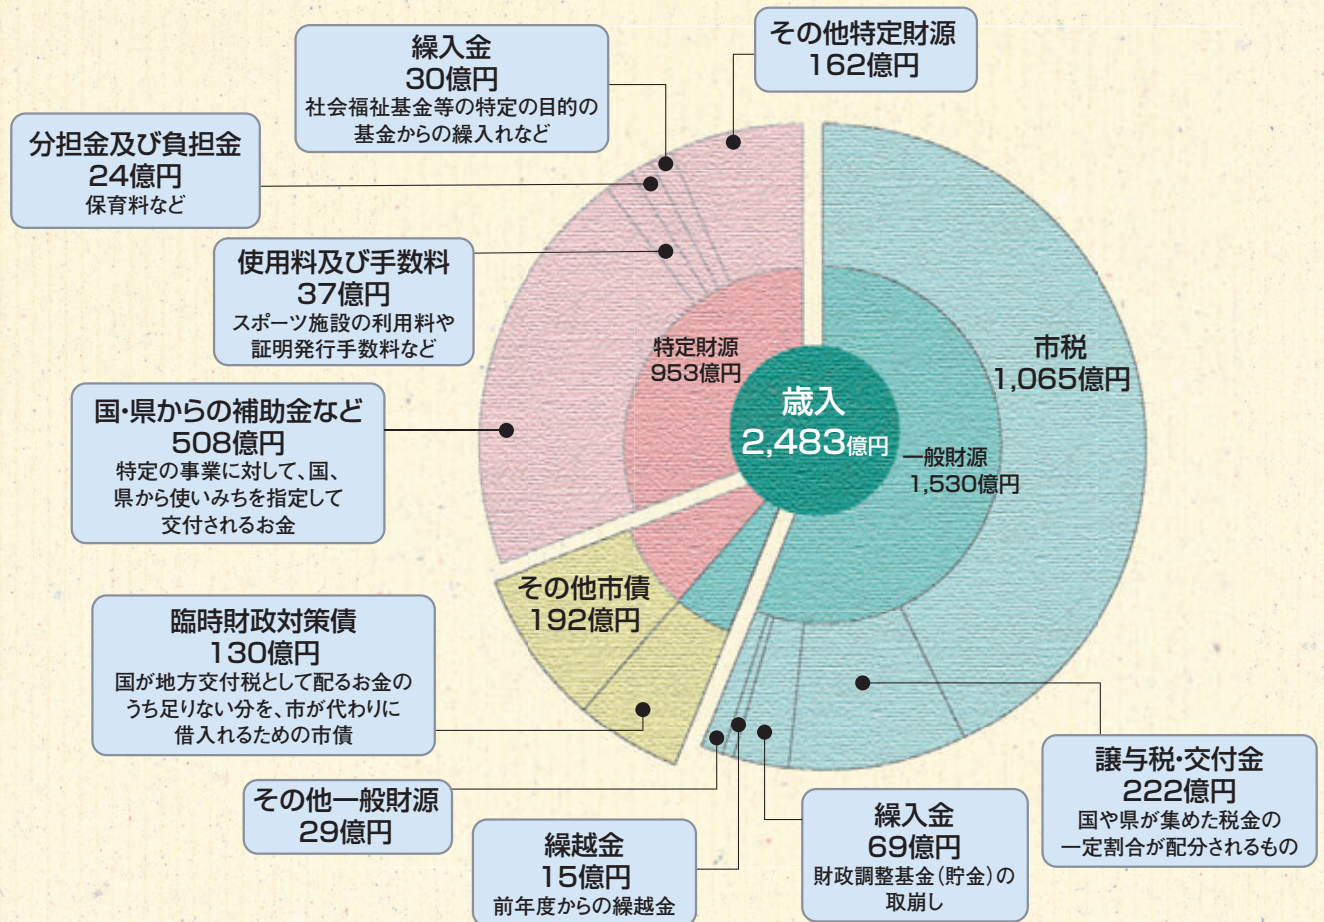 その他特定財源
162億円
繰入金
30億円
社会福祉基金等の特定の目的の
基金からの繰入れなど
分担金及び負担金
24億円
保育料など
使用料及び手数料
37億円
スポーツ施設の利用料や
証明発行手数料など
国・県からの補助金など
508億円
特定の事業に対して、国、
県から使いみちを指定して
交付されるお金
特定財源
953億円
歳入
2,483億円
一般財源
1,530億円
市税
1,065億円
その他市債
192億円
臨時財政対策債
130億円
国が地方交付税として配るお金の
うち足りない分を、市が代わりに
借入れるための市債
その他一般財源
29億円
繰越金
15億円
前年度からの繰越金
繰入金
69億円
財政調整基金(貯金)の
取崩し
譲与税・交付金
222億円
国や県が集めた税金の
一定割合が配分されるもの